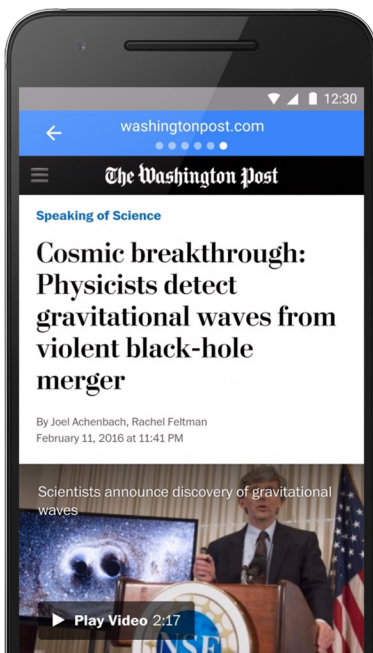 12:30
washingtonpost.com
The Washington Post
Speaking of Science
Cosmic breakthrough:
Physicists detect
gravitational waves from
violent black-hole
merger
By Joel Achenbach, Rachel Feltman
February 11, 2016 at 11:41 PM
Scientists announce discovery of gravitational
waves
Play Video 2:17
NSF